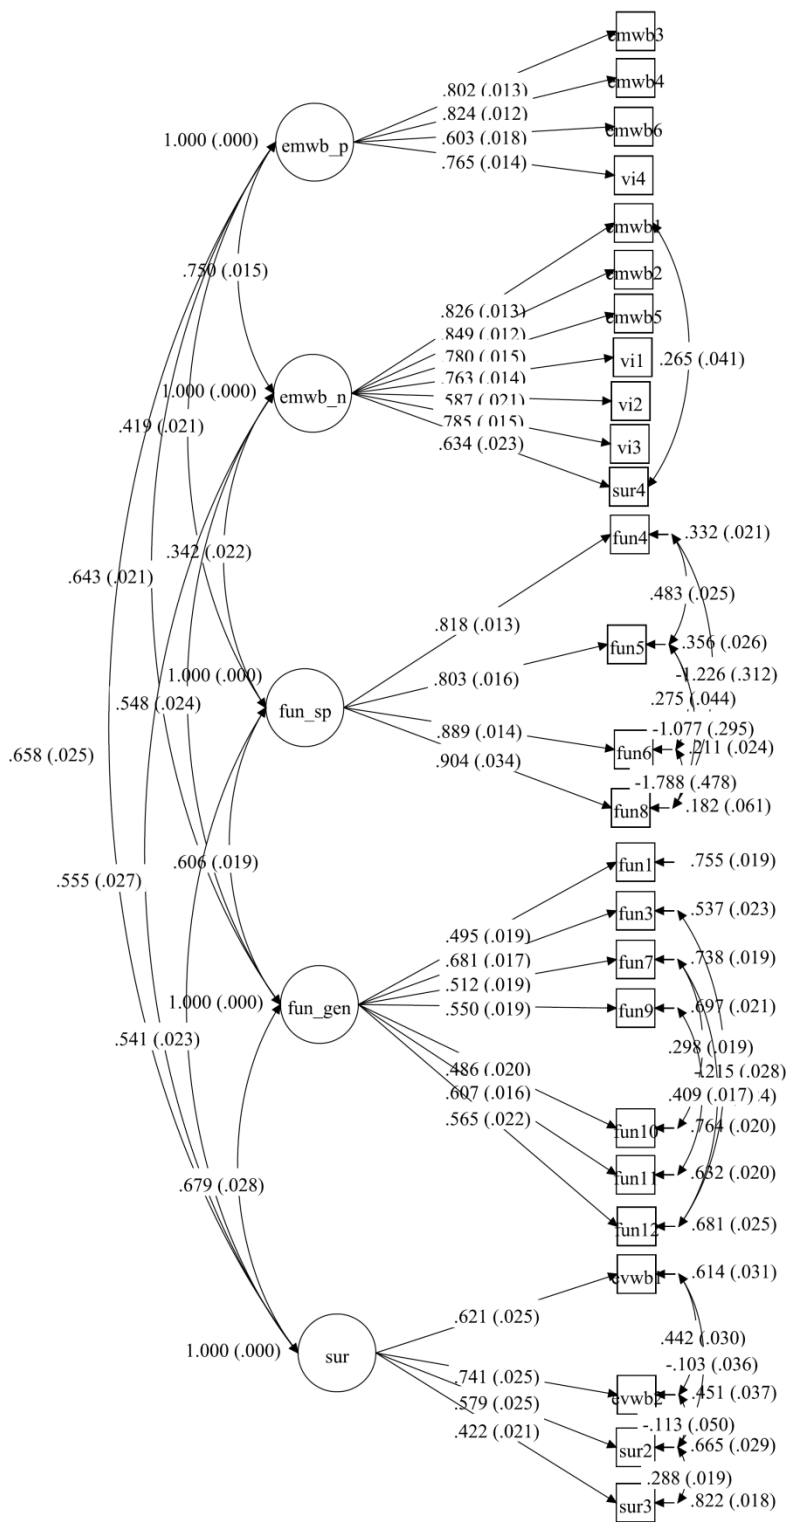 emwb3
.802 (.013)
emwb4
.824 (.012)
1.000 (.000)
emwb_p
.603 (.018)
emwb6
.765 (.014)
vi4
emwb1
.750 (.015)
emwb2
.826 (.013)
emwb5
.849 (.012)
.780 (.015)
vi1
.265 (.041)
.763 (.014)
1.000 (.000)
emwb_n
.587 (.021)
vi2
.785 (.015)
.419 (.021)
.634 (.023)
vi3
sur4
fun4
.332 (.021)
.342 (.022)
.643 (.021)
.483 (.025)
.818 (.013)
fun5
.356 (.026)
1.000 (.000)
.803 (.016)
-1.226 (.312)
.548 (.024)
.275 (.044)
fun_sp
-1.077 (.295)
.889 (.014)
fun6
.211 (.024)
.658 (.025)
.904 (.034)
-1.788 (.478)
fun8
.182 (.061)
.606 (.019)
fun1
.755 (.019)
.555 (.027)
fun3
.537 (.023)
.495 (.019)
.681 (.017)
fun7
.738 (.019)
.512 (.019)
1.000 (.000)
fun_gen
.550 (.019)
fun9
.697 (.021)
.541 (.023)
.298 (.019)
.486 (.020)
-.215 (.028)
.607 (.016)
.409 (.017)
.565 (.022)
fun10
.764 (.020)
fun11
.632 (.020)
.679 (.028)
fun12
.681 (.025)
evwb1
.614 (.031)
.621 (.025)
.442 (.030)
1.000 (.000)
sur
-.103 (.036)
.741 (.025)
evwb2
.451 (.037)
.579 (.025)
-.113 (.050)
.422 (.021)
sur2
.665 (.029)
.288 (.019)
sur3
.822 (.018)